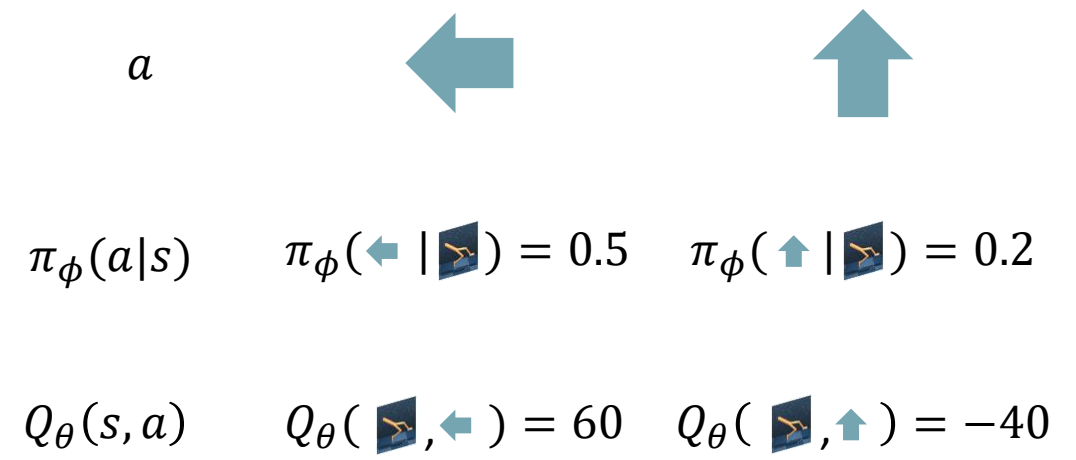 a
π_ϕ(a|s) π_ϕ( | ) = 0.5 π_ϕ( | ) = 0.2
Q_θ(s, a) Q_θ( , ) = 60 Q_θ( , ) = −40